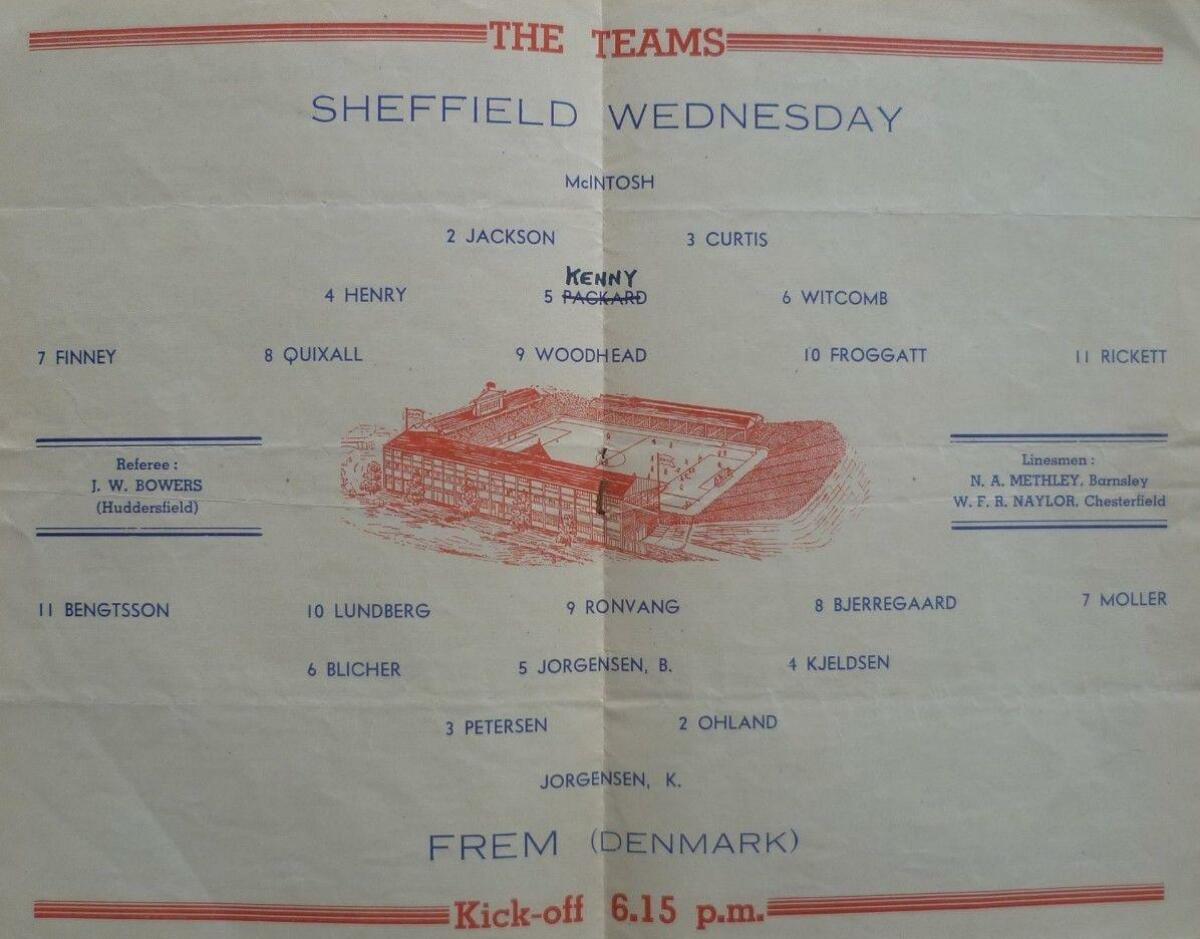 THE TEAMS
SHEFFIELD WEDNESDAY
McINTOSH
2 JACKSON 3 CURTIS
KENNY
4 HENRY 5 PACKARD 6 WITCOMB
7 FINNEY 8 QUIXALL 9 WOODHEAD 10 FROGGATT 11 RICKETT
Referee :
J. W. BOWERS
(Huddersfield)
Linesmen :
N. A. METHLEY, Barnsley
W. F. R. NAYLOR, Chesterfield
11 BENGTSSON 10 LUNDBERG 9 RONVANG 8 BJERREGAARD 7 MOLLER
6 BLICHER 5 JORGENSEN, B. 4 KJELDSEN
3 PETERSEN 2 OHLAND
JORGENSEN, K.
FREM (DENMARK)
Kick-off 6.15 p.m.